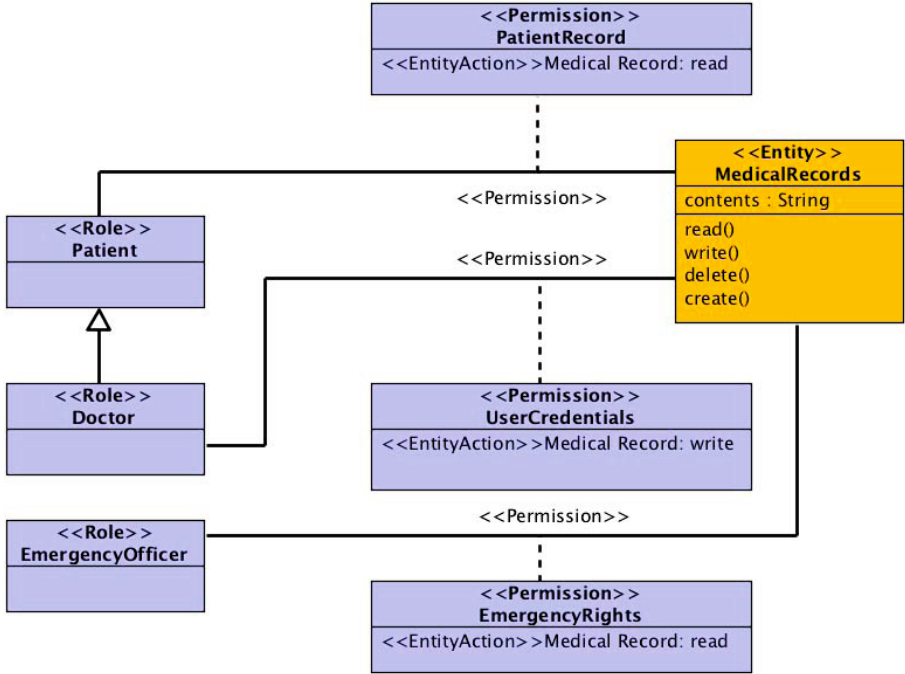 <<Permission>>
PatientRecord
<<EntityAction>>Medical Record: read
<<Entity>>
MedicalRecords
contents : String
read()
write()
delete()
create()
<<Permission>>
<<Role>>
Patient
<<Permission>>
<<Role>>
Doctor
<<Permission>>
UserCredentials
<<EntityAction>>Medical Record: write
<<Permission>>
<<Role>>
EmergencyOfficer
<<Permission>>
EmergencyRights
<<EntityAction>>Medical Record: read